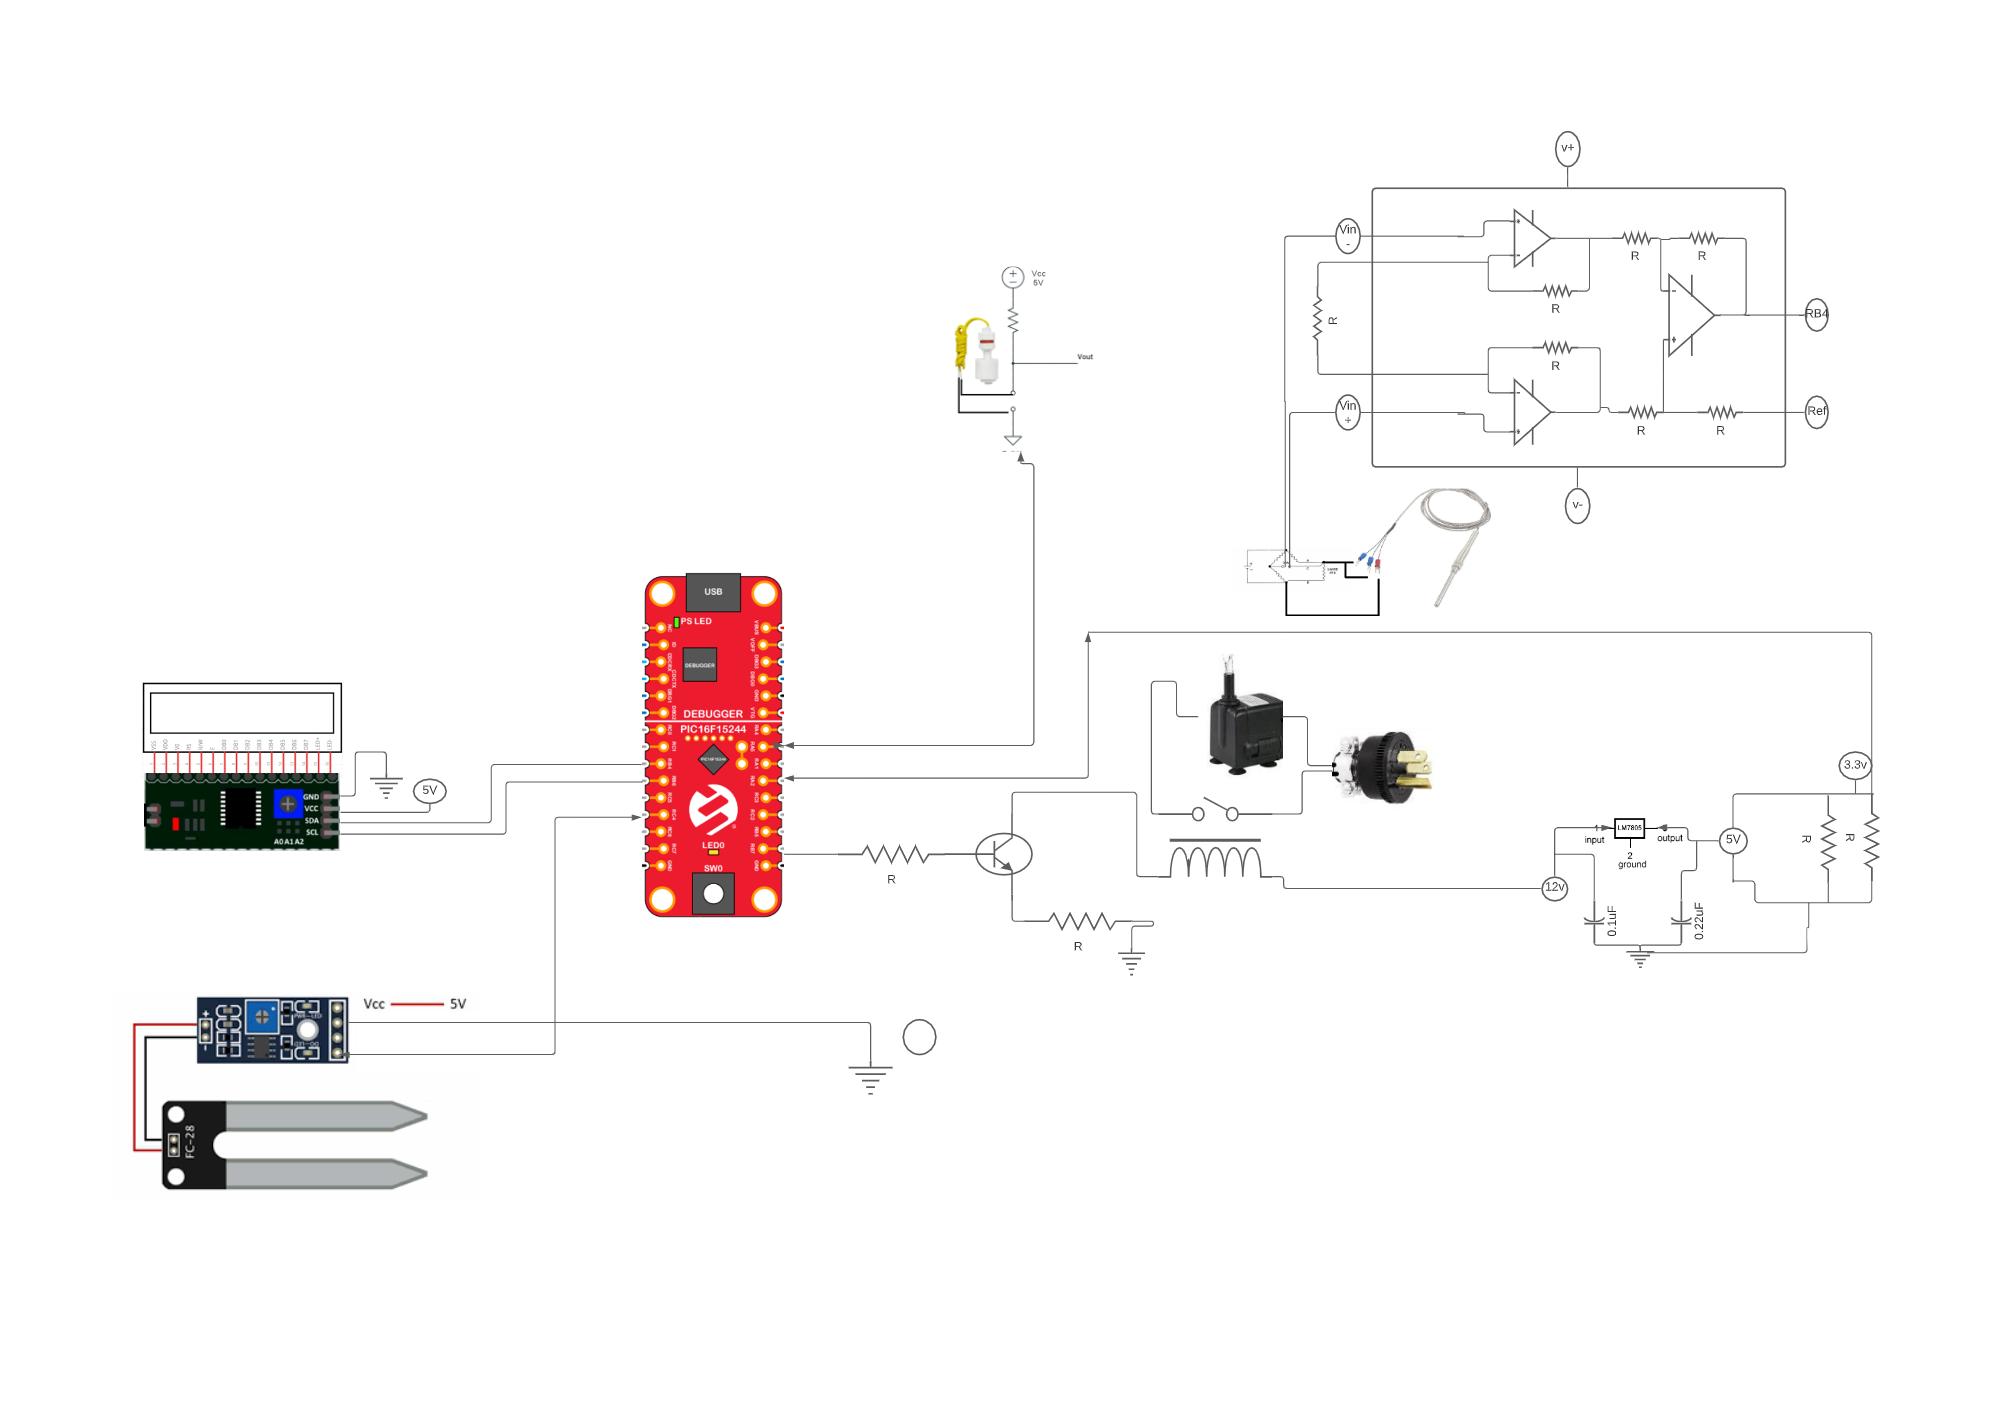 v+
Vin
-
R
R
R
R
RB4
R
Vin
+
R
R
Ref
v-
Vcc
5V
Vout
USB
PS LED
DEBUGGER
DEBUGGER
PIC16F15244
PIC16F15244
LED0
SW0
GND
VCC
SDA
SCL
A0 A1 A2
5V
R
R
3.3v
LM7805
input
output
2
ground
5V
12v
R
R
0.1uF
0.22uF
Vcc
5V
+
-
FC-28